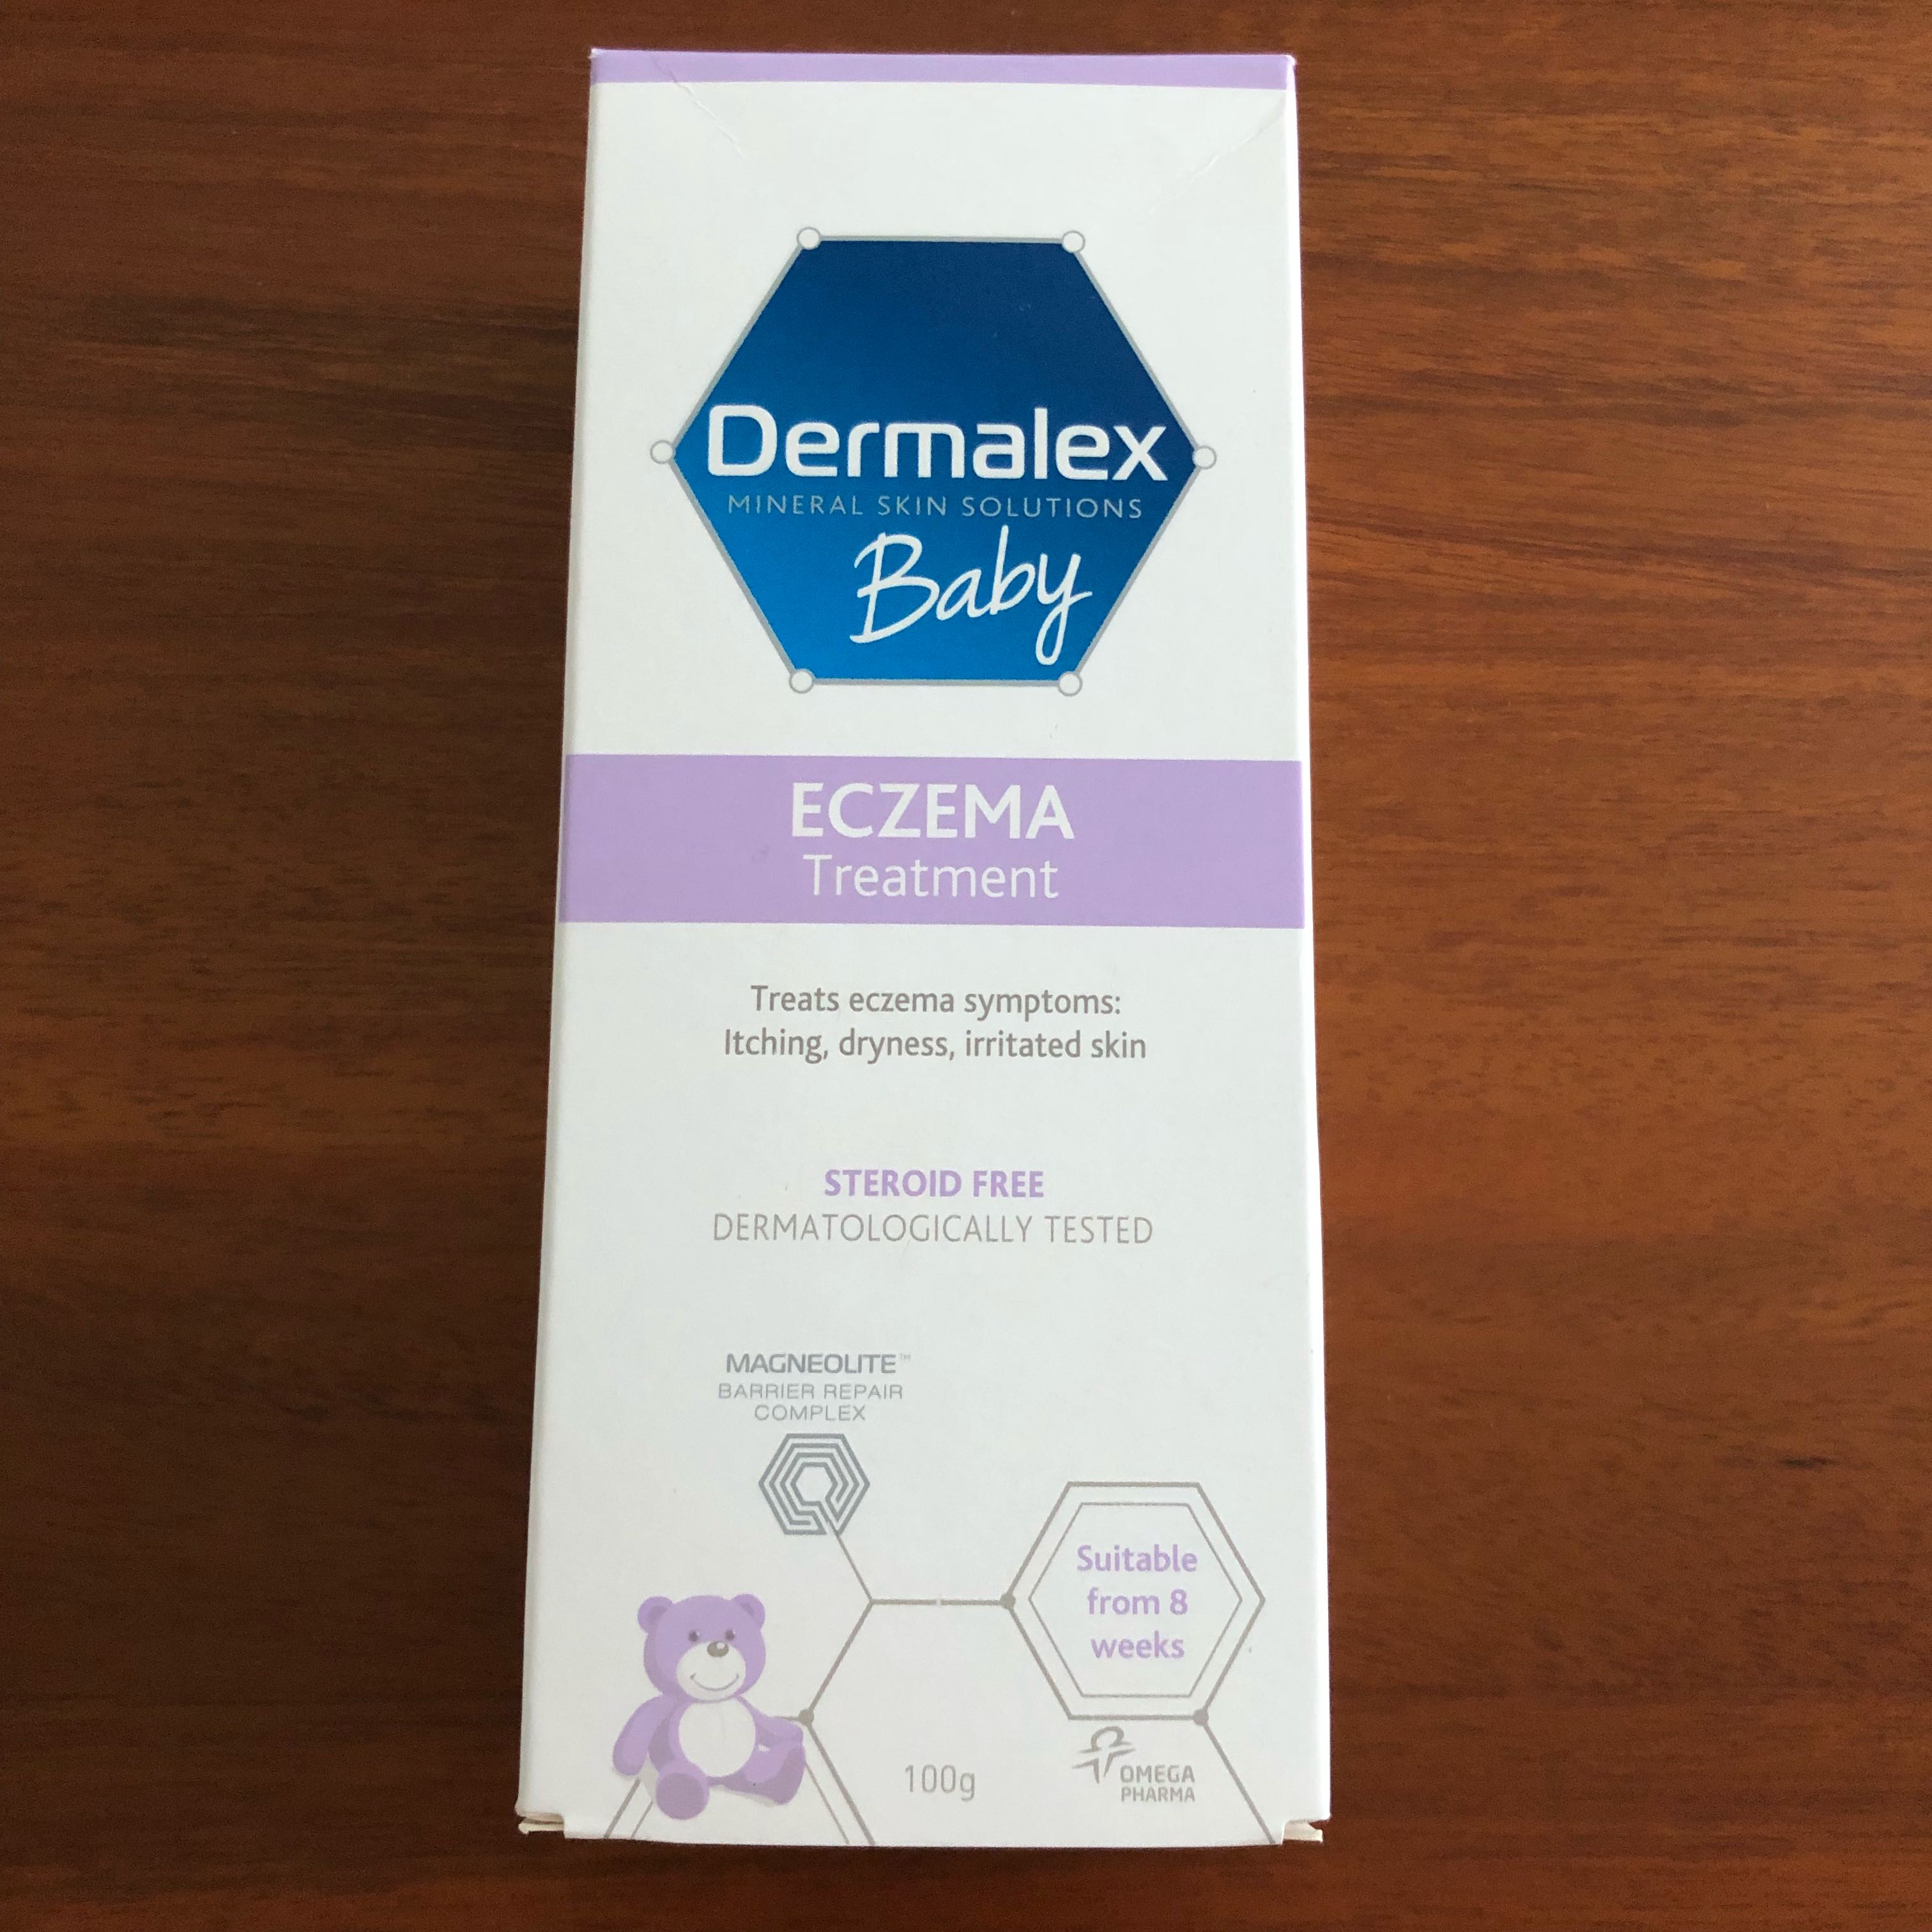 Dermalex
MINERAL SKIN SOLUTIONS
Baby
ECZEMA
Treatment
Treats eczema symptoms:
Itching, dryness, irritated skin
STEROID FREE
DERMATOLOGICALLY TESTED
MAGNEOLITE™
BARRIER REPAIR
COMPLEX
Suitable
from 8
weeks
100g
OMEGA
PHARMA